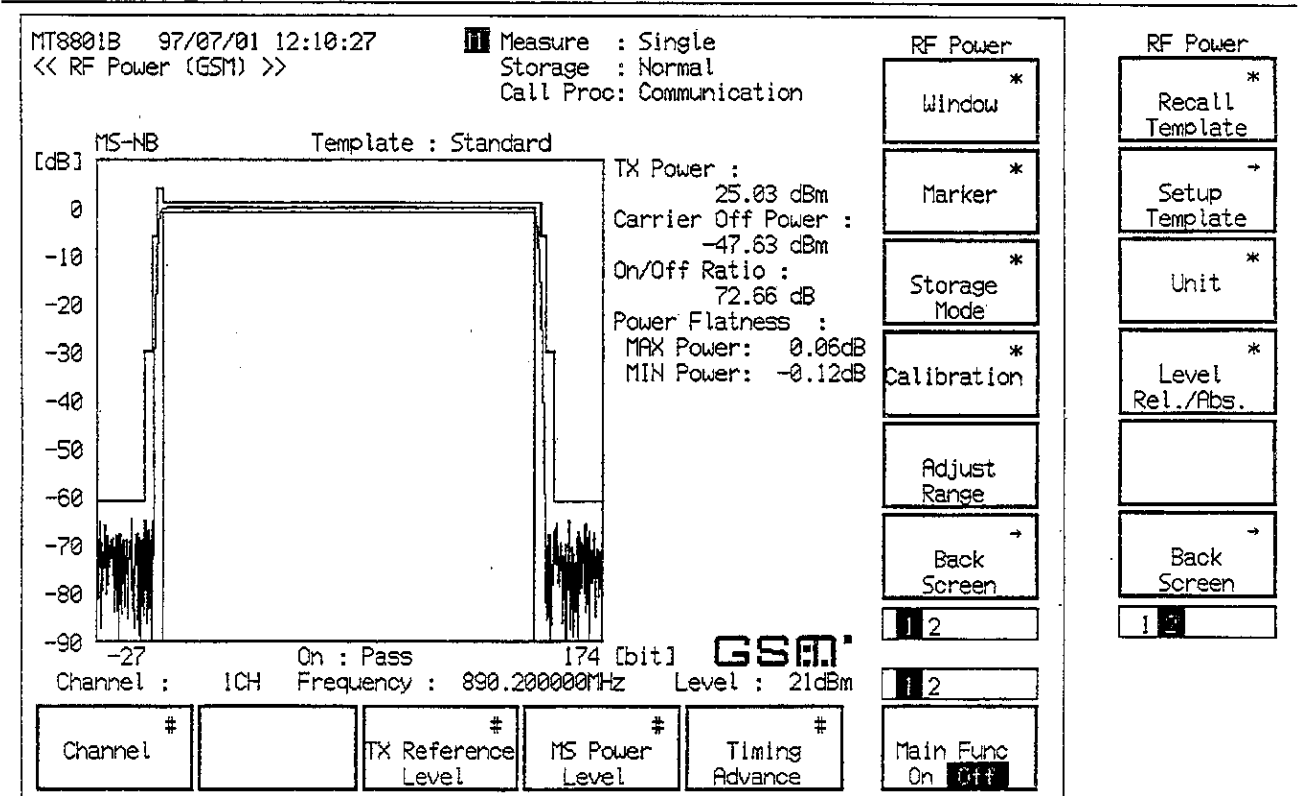 MT8801B 97/07/01 12:10:27
<< RF Power (GSM) >>
M Measure : Single
Storage : Normal
Call Proc: Communication
MS-NB Template : Standard
[dB]
0
-10
-20
-30
-40
-50
-60
-70
-80
-90
TX Power :
25.03 dBm
Carrier Off Power :
-47.63 dBm
On/Off Ratio :
72.66 dB
Power Flatness :
MAX Power: 0.06dB
MIN Power: -0.12dB
-27 On : Pass 174 [bit]
GSM
Channel : 1CH Frequency : 890.200000MHz Level : 21dBm
#
Channel
#
TX Reference
Level
#
MS Power
Level
#
Timing
Advance
RF Power
*
Window
*
Marker
*
Storage
Mode
*
Calibration
Adjust
Range
→
Back
Screen
1 2
1 2
Main Func
On Off
RF Power
*
Recall
Template
→
Setup
Template
*
Unit
*
Level
Rel./Abs.
→
Back
Screen
1 2